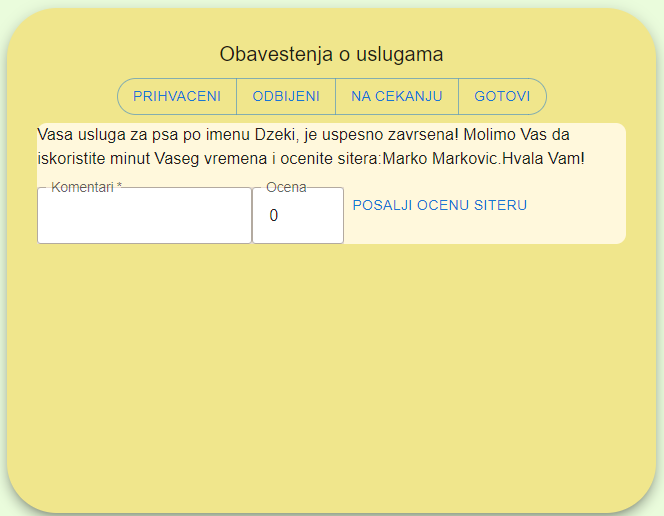 Obavestenja o uslugama
PRIHVACENI ODBIJENI NA CEKANJU GOTOVI
Vasa usluga za psa po imenu Dzeki, je uspesno zavrsena! Molimo Vas da
iskoristite minut Vaseg vremena i ocenite sitera:Marko Markovic.Hvala Vam!
Komentari * Ocena
0 POSALJI OCENU SITERU